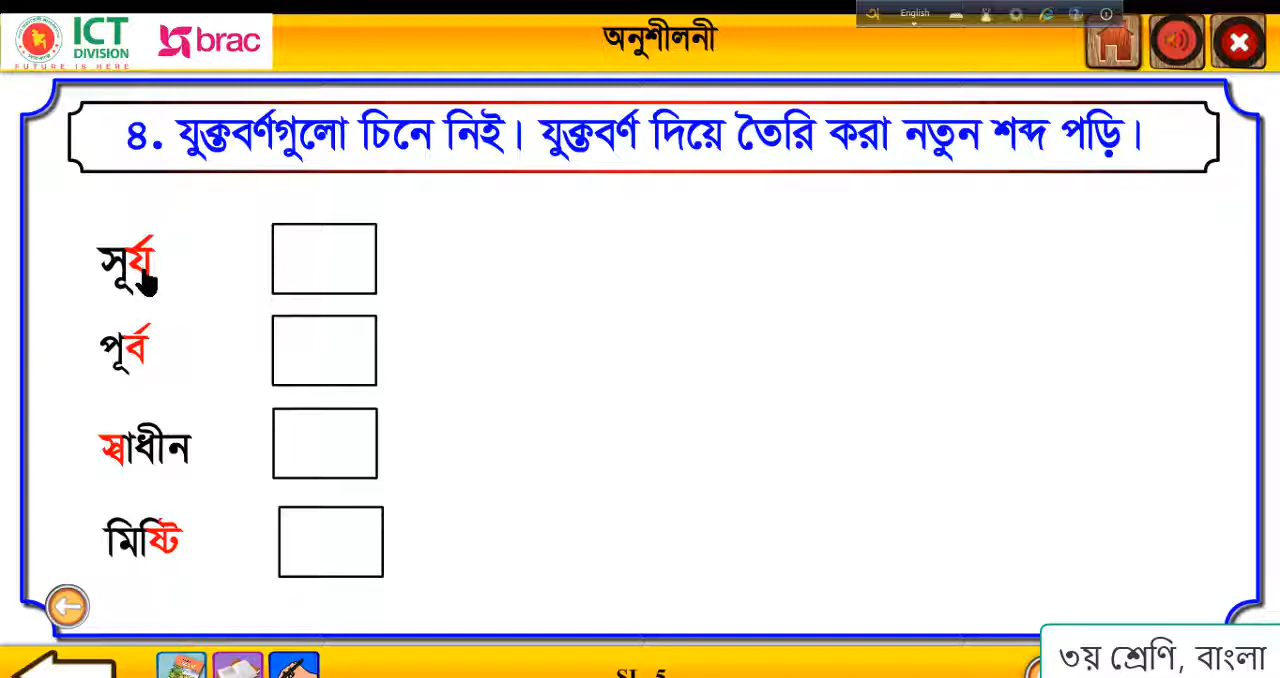 ICT
DIVISION
FUTURE IS HERE
brac
অনুশীলনী
English
৪. যুক্তবর্ণগুলো চিনে নিই। যুক্তবর্ণ দিয়ে তৈরি করা নতুন শব্দ পড়ি।
সূর্য
পূর্ব
স্বাধীন
মিষ্টি
৩য় শ্রেণি, বাংলা